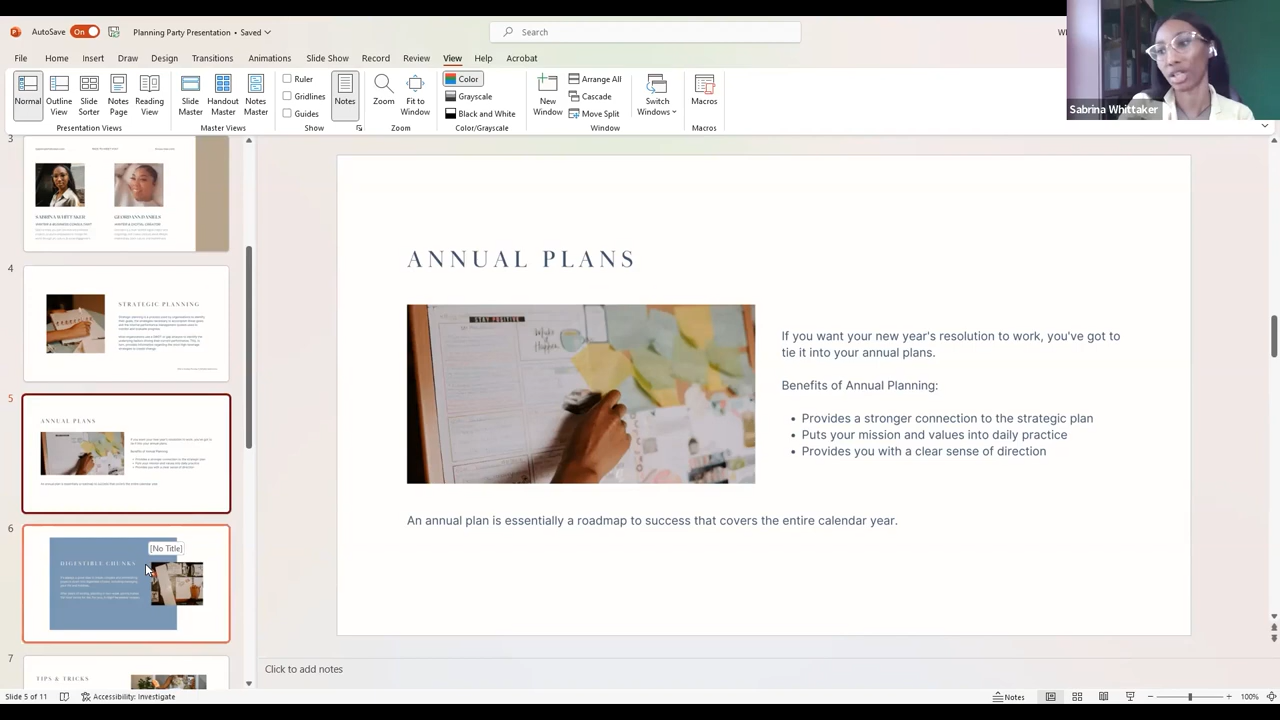 AutoSave On Planning Party Presentation • Saved Search
File Home Insert Draw Design Transitions Animations Slide Show Record Review View Help Acrobat
Normal Outline View Slide Sorter Notes Page Reading View
Presentation Views
Slide Master Handout Master Notes Master
Master Views
Ruler
Gridlines
Guides
Show
Notes
Zoom Fit to Window
Zoom
Color
Grayscale
Black and White
Color/Grayscale
New Window
Arrange All
Cascade
Move Split
Switch Windows
Window
Macros
Macros
Sabrina Whittaker
3
SABRINA WHITTAKER
4
STRATEGIC PLANNING
5
ANNUAL PLANS
6
[No Title]
DIGESTIBLE CHUNKS
7
TIPS & TRICKS
ANNUAL PLANS
STAY POSITIVE
If you want your new year's resolution to work, you've got to
tie it into your annual plans.
Benefits of Annual Planning:
• Provides a stronger connection to the strategic plan
• Puts your mission and values into daily practice
• Provides you with a clear sense of direction
An annual plan is essentially a roadmap to success that covers the entire calendar year.
Click to add notes
Slide 5 of 11 Accessibility: Investigate Notes 100%